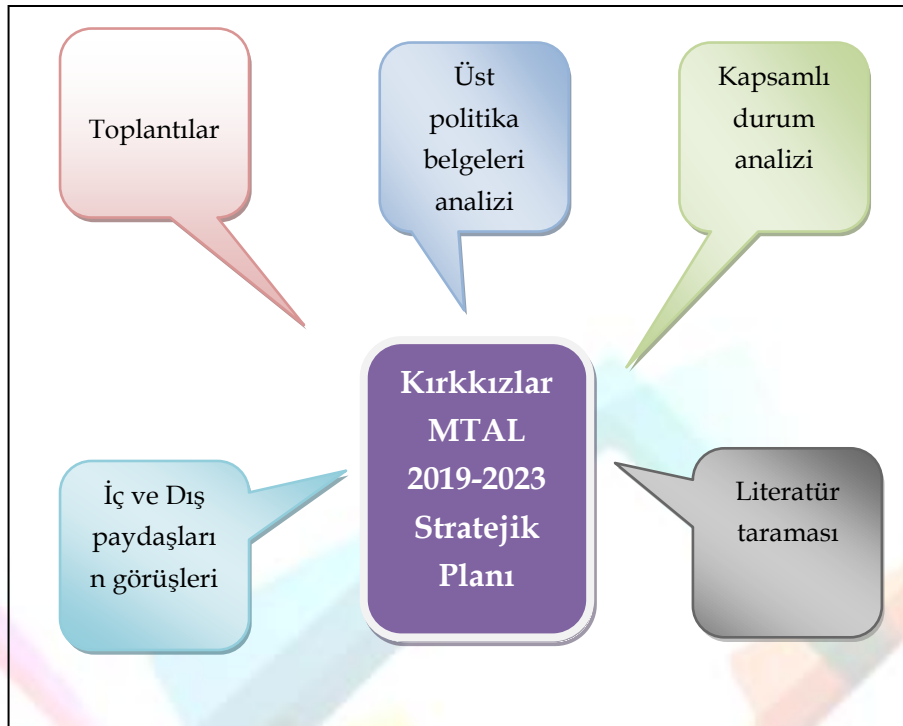 Toplantılar
Üst
politika
belgeleri
analizi
Kapsamlı
durum
analizi
Kırkkızlar
MTAL
2019-2023
Stratejik
Planı
İç ve Dış
paydaşları
n görüşleri
Literatür
taraması